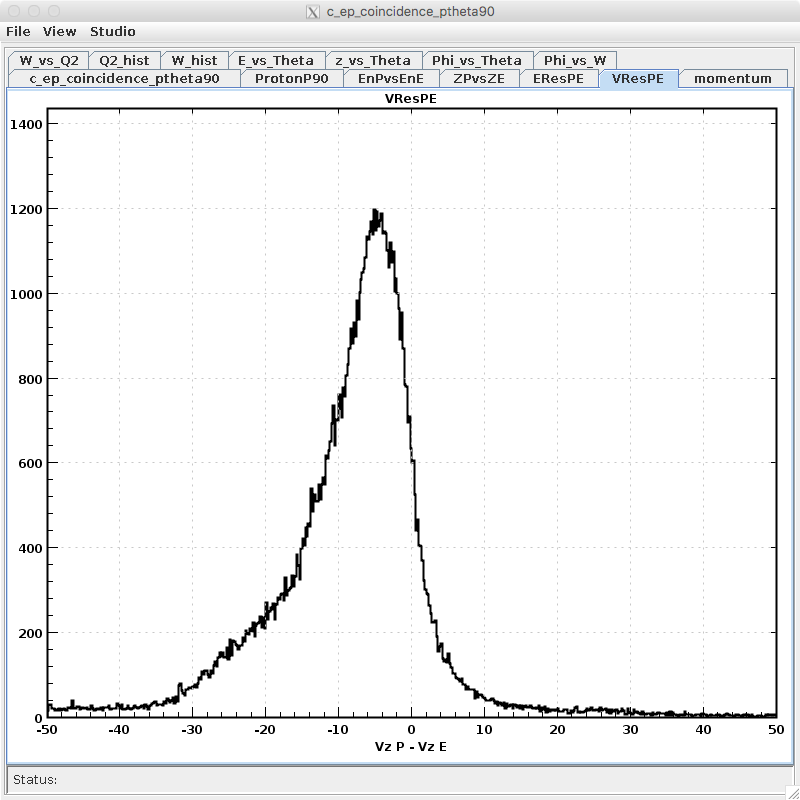 c_ep_coincidence_ptheta90
File View Studio
W_vs_Q2 Q2_hist W_hist E_vs_Theta z_vs_Theta Phi_vs_Theta Phi_vs_W
c_ep_coincidence_ptheta90 ProtonP90 EnPvsEnE ZPvsZE EResPE VResPE momentum
VResPE
1400
1200
1000
800
600
400
200
0
-50 -40 -30 -20 -10 0 10 20 30 40 50
Vz P - Vz E
Status: